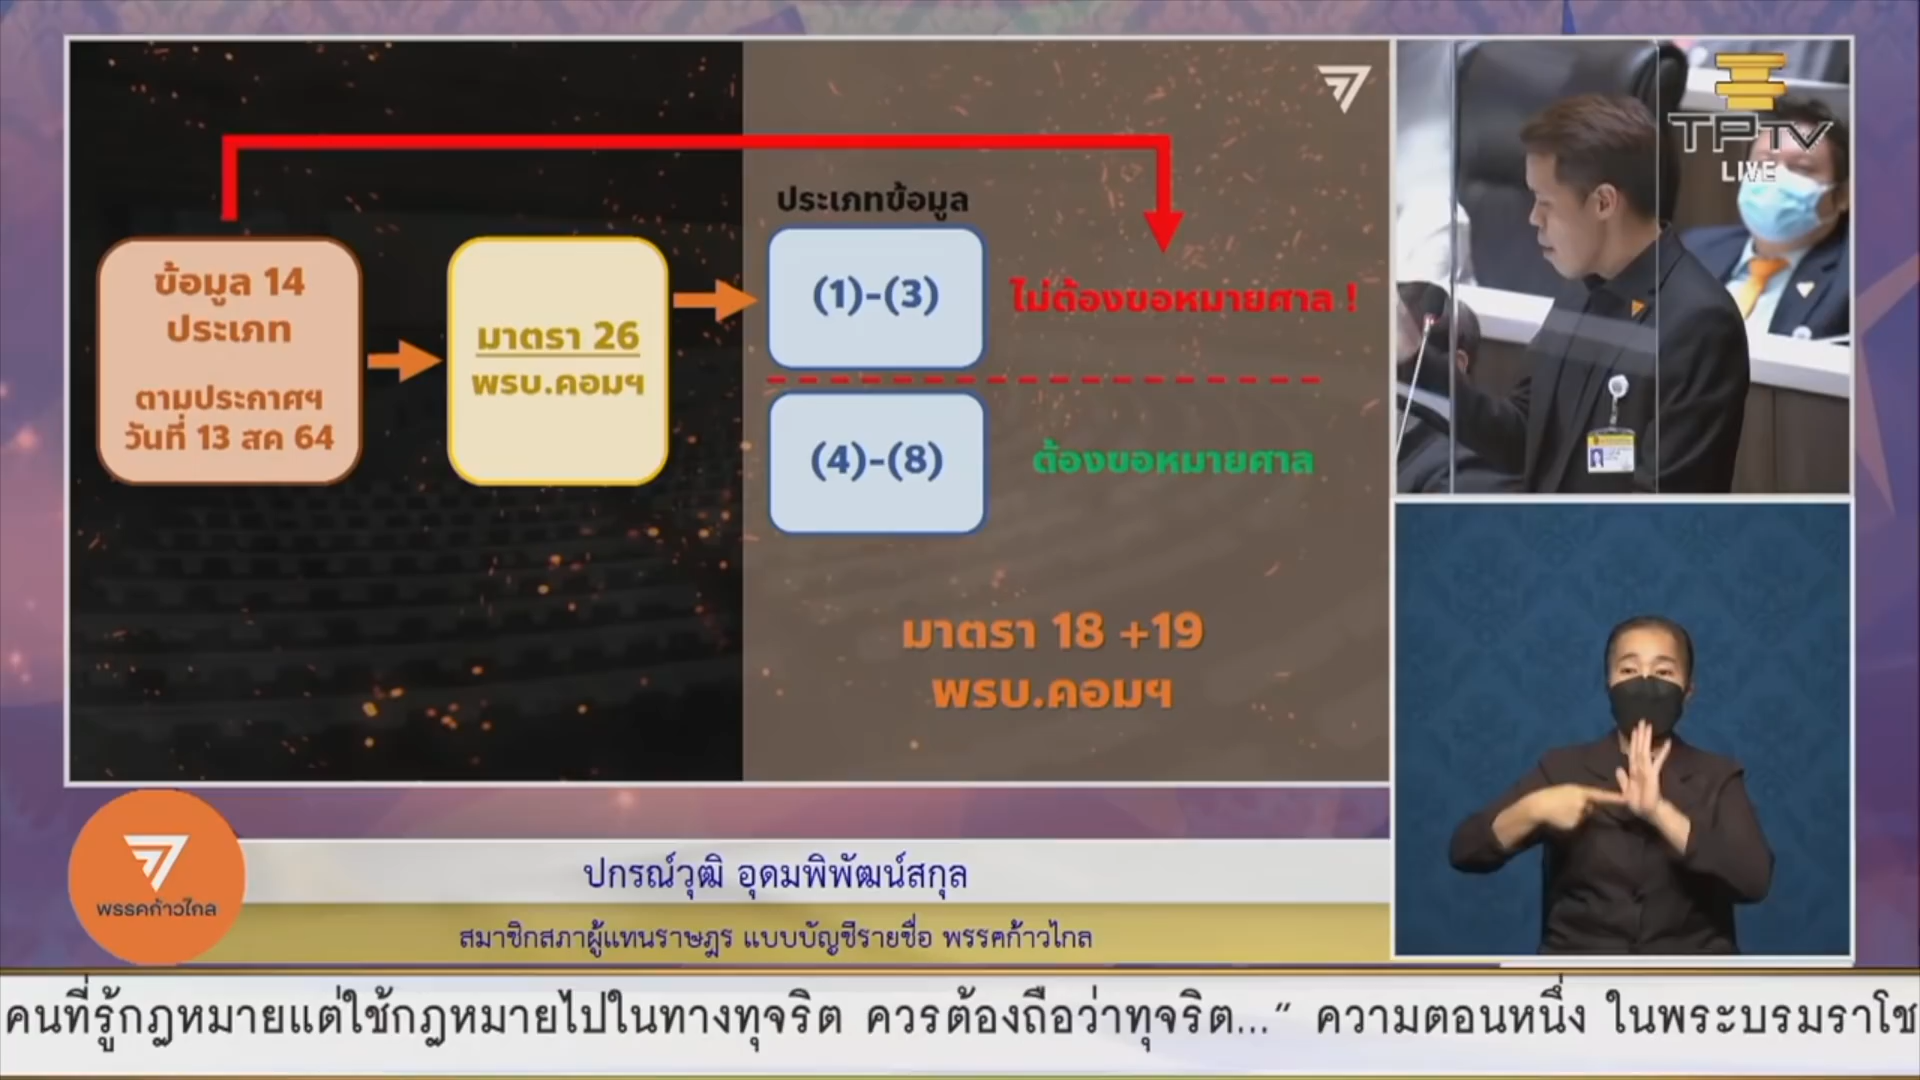 ข้อมูล 14
ประเภท
ตามประกาศฯ
วันที่ 13 สค 64
มาตรา 26
พรบ.คอมฯ
ประเภทข้อมูล
(1)-(3)
ไม่ต้องขอหมายศาล !
(4)-(8)
ต้องขอหมายศาล
มาตรา 18 +19
พรบ.คอมฯ
TPTV
LIVE
พรรคก้าวไกล
ปกรณ์วุฒิ อุดมพิพัฒน์สกุล
สมาชิกสภาผู้แทนราษฎร แบบบัญชีรายชื่อ พรรคก้าวไกล
คนที่รู้กฎหมายแต่ใช้กฎหมายไปในทางทุจริต ควรต้องถือว่าทุจริต...“ ความตอนหนึ่ง ในพระบรมราโช